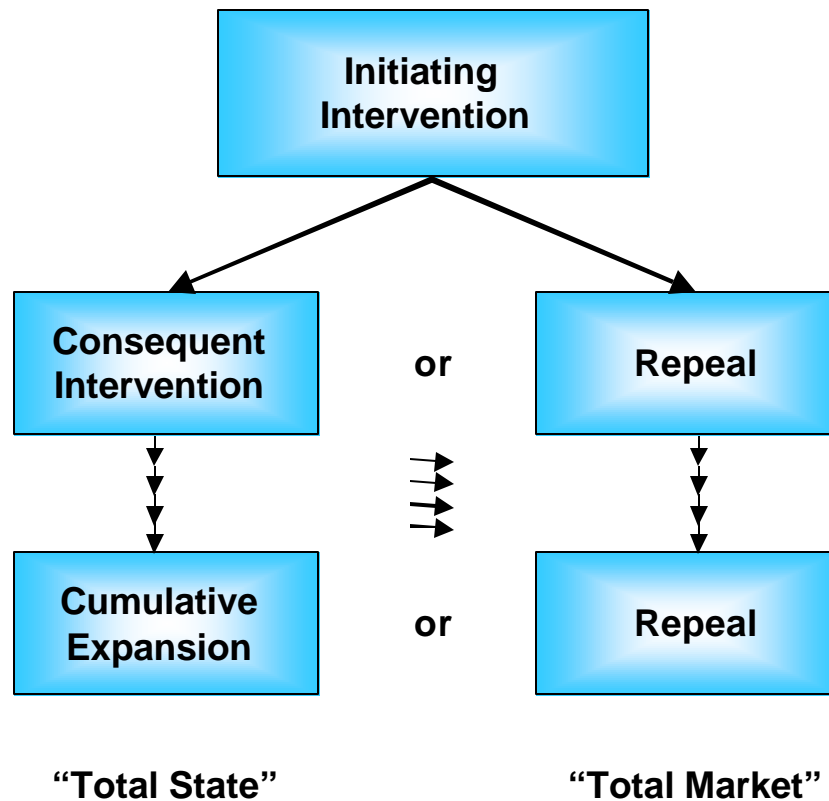 Initiating
Intervention
Consequent
Intervention
or
Repeal
Cumulative
Expansion
or
Repeal
“Total State”
“Total Market”